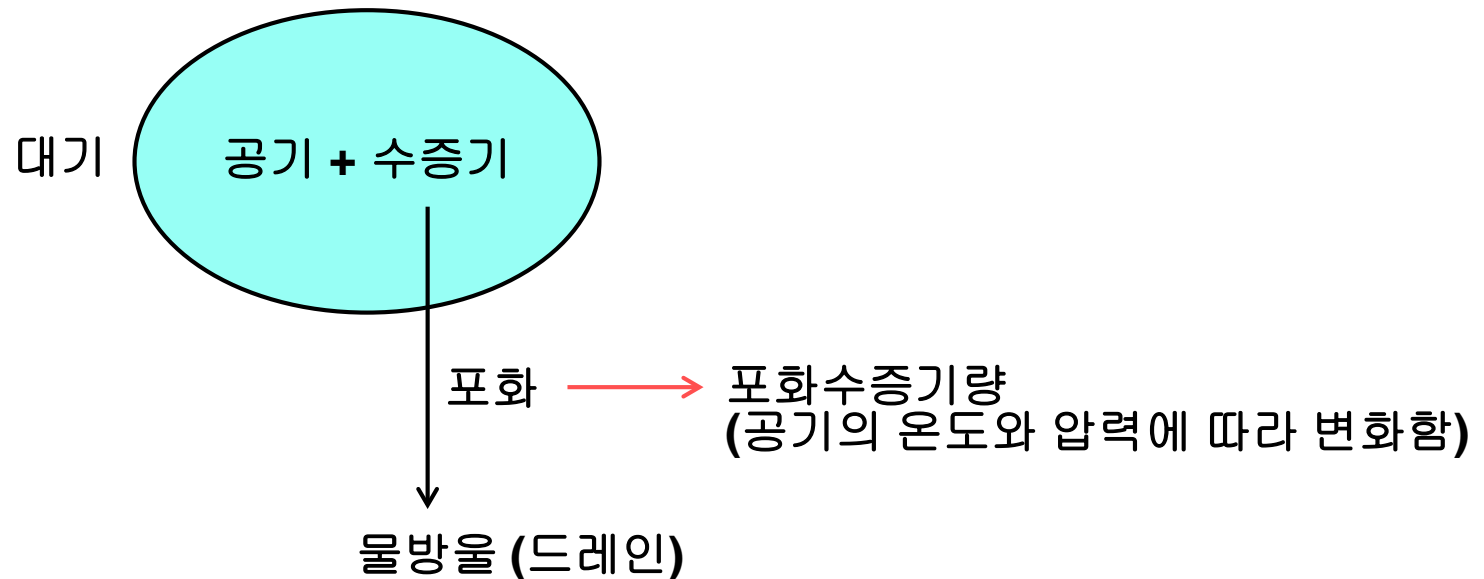 대기
공기 + 수증기
포화
포화수증기량
(공기의 온도와 압력에 따라 변화함)
물방울 (드레인)